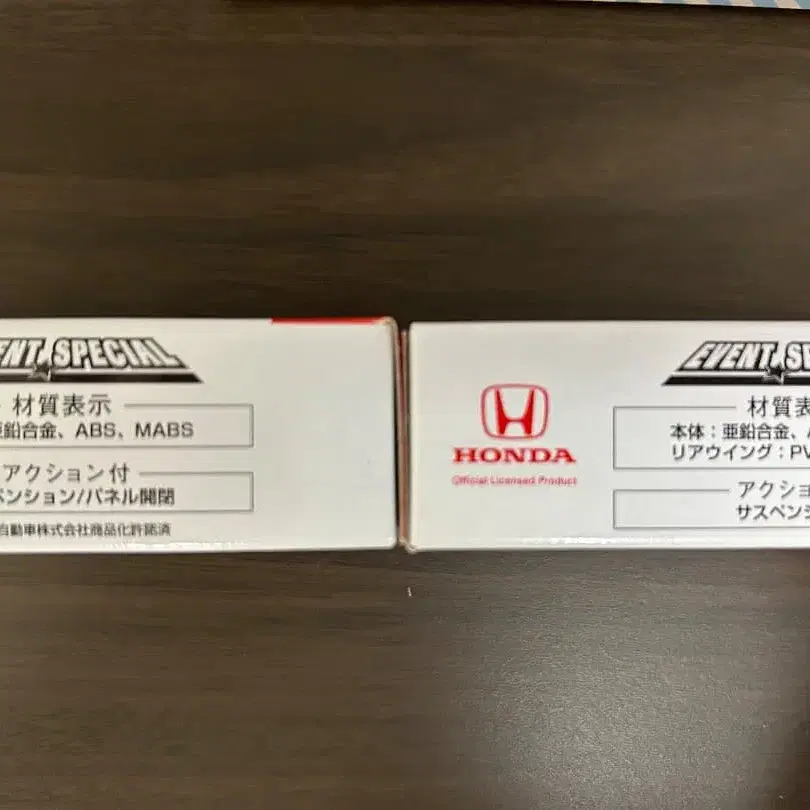 ENT SPECIAL
材質表示
亜鉛合金、ABS、MABS
アクション付
ペンション/パネル開閉
自動車株式会社商品化許諾済
EVENT SP
HONDA
Official Licensed Product
材質表
本体:亜鉛合金、A
リアウイング:PV
アクショ
サスペンシ